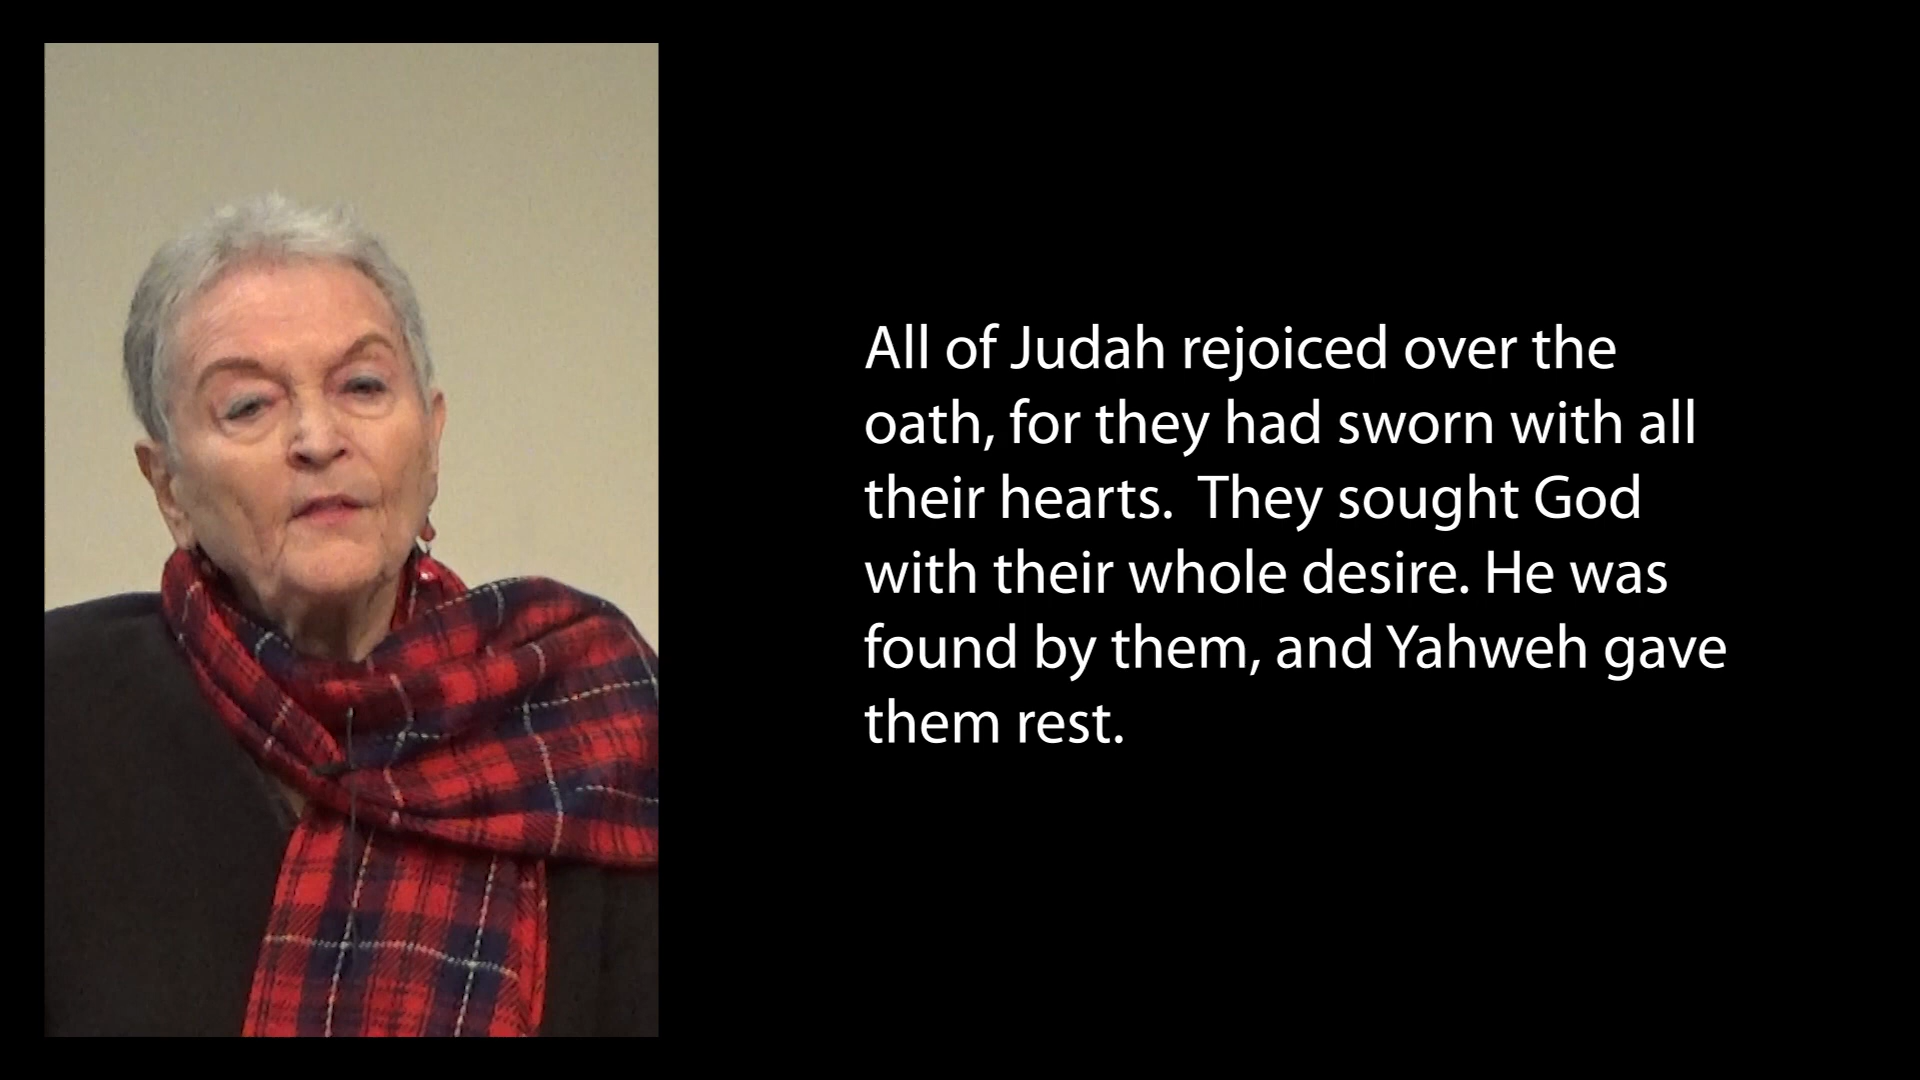 All of Judah rejoiced over the
oath, for they had sworn with all
their hearts.  They sought God
with their whole desire. He was
found by them, and Yahweh gave
them rest.